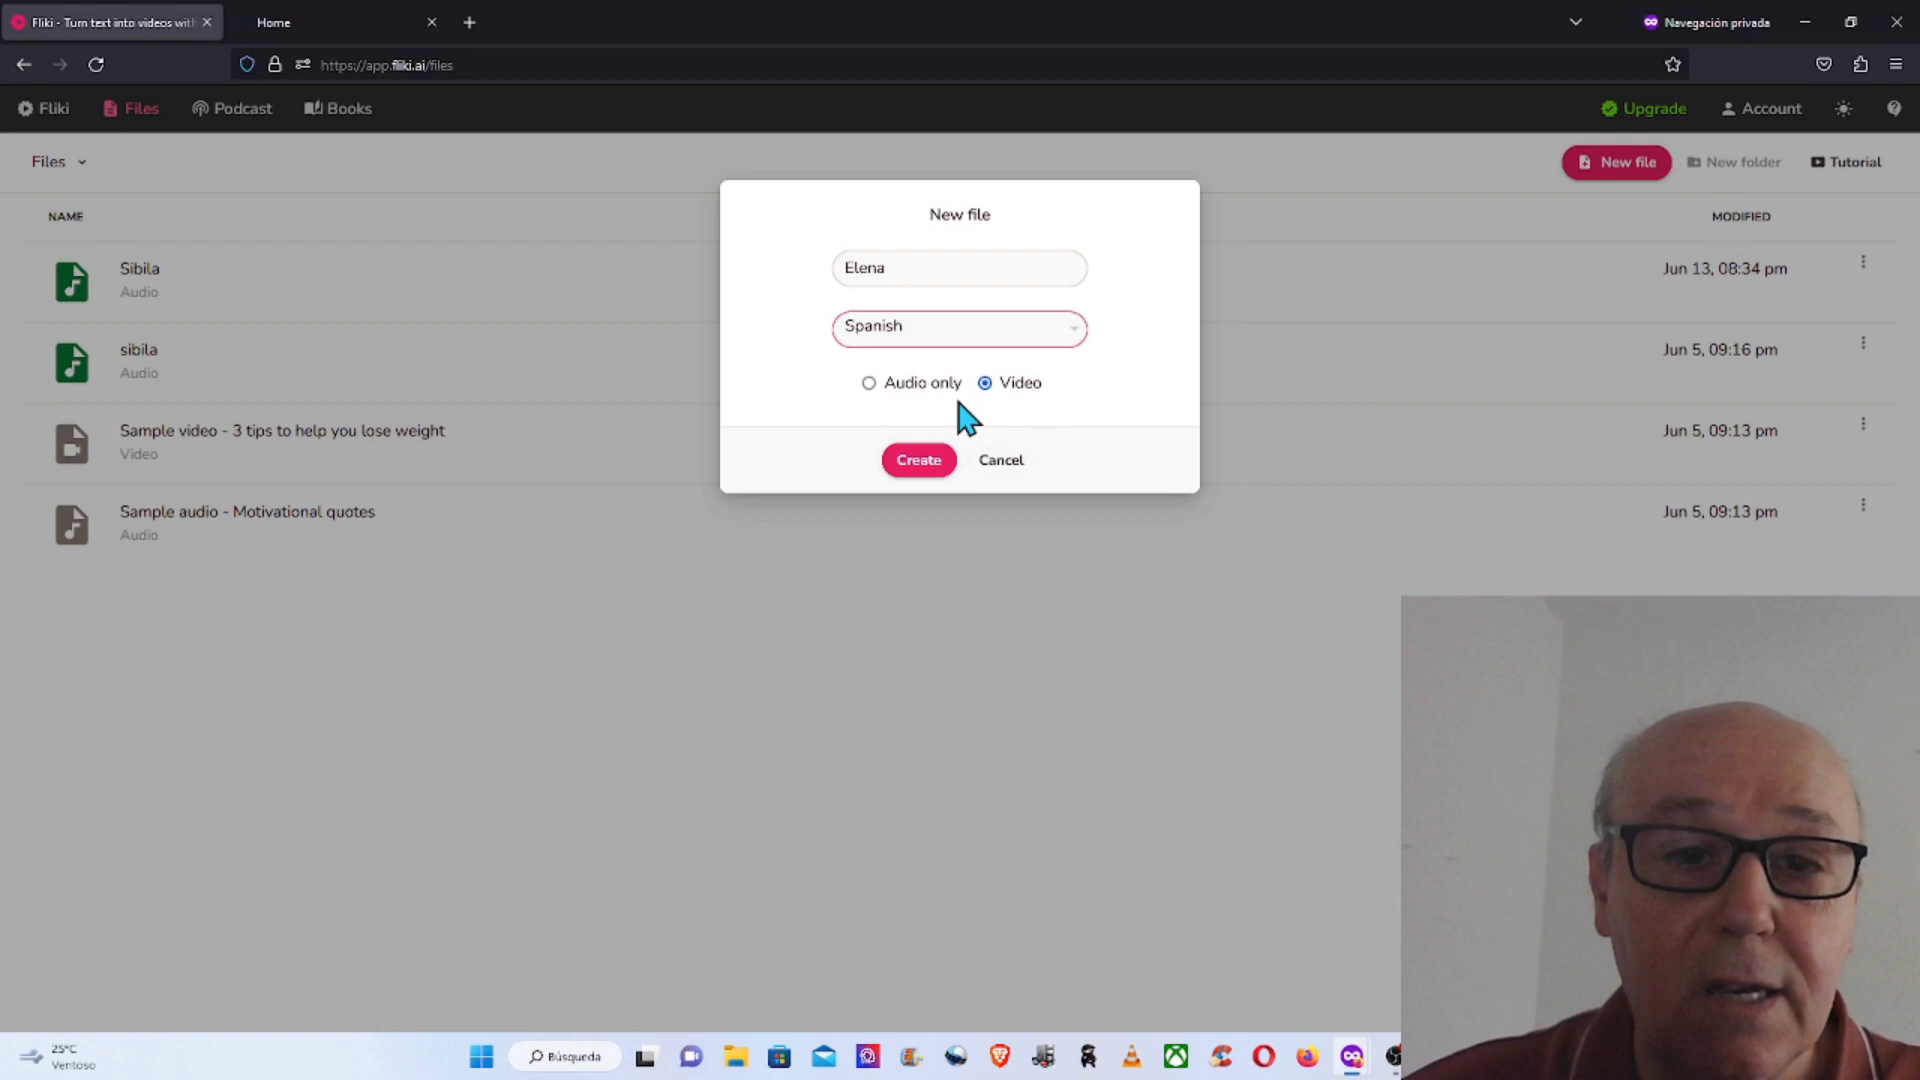 Fliki - Turn text into videos with
Home
Navegación privada
https://app.fliki.ai/files
Fliki
Files
Podcast
Books
Upgrade
Account
Files
New file
New folder
Tutorial
NAME
MODIFIED
Sibila
Audio
Jun 13, 08:34 pm
sibila
Audio
Jun 5, 09:16 pm
Sample video - 3 tips to help you lose weight
Video
Jun 5, 09:13 pm
Sample audio - Motivational quotes
Audio
Jun 5, 09:13 pm
New file
Elena
Spanish
Audio only
Video
Create
Cancel
25°C
Ventoso
Búsqueda